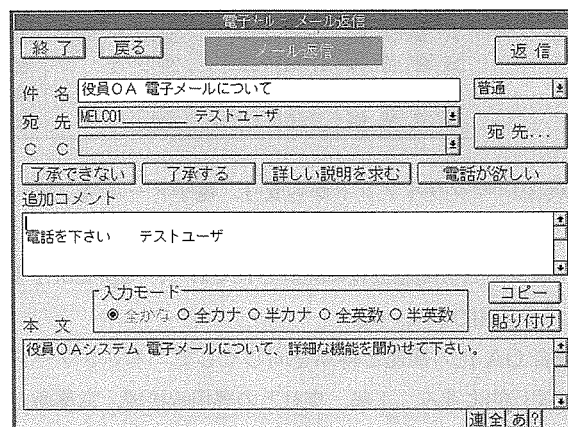 電子メール － メール返信
終了 戻る メール返信 返信
件 名 役員OA 電子メールについて 普通
宛 先 MELCO1________ テストユーザ 宛 先...
C C
了承できない 了承する 詳しい説明を求む 電話が欲しい
追加コメント
電話を下さい テストユーザ
コピー
入力モード
全かな 全カナ 半カナ 全英数 半英数
貼り付け
本 文
役員OAシステム 電子メールについて、詳細な機能を聞かせて下さい。
連 全 あ ?